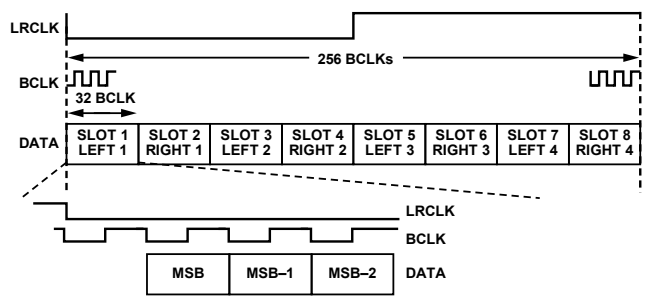 LRCLK
256 BCLKs
BCLK
32 BCLK
DATA
SLOT 1 LEFT 1
SLOT 2 RIGHT 1
SLOT 3 LEFT 2
SLOT 4 RIGHT 2
SLOT 5 LEFT 3
SLOT 6 RIGHT 3
SLOT 7 LEFT 4
SLOT 8 RIGHT 4
LRCLK
BCLK
MSB MSB–1 MSB–2 DATA